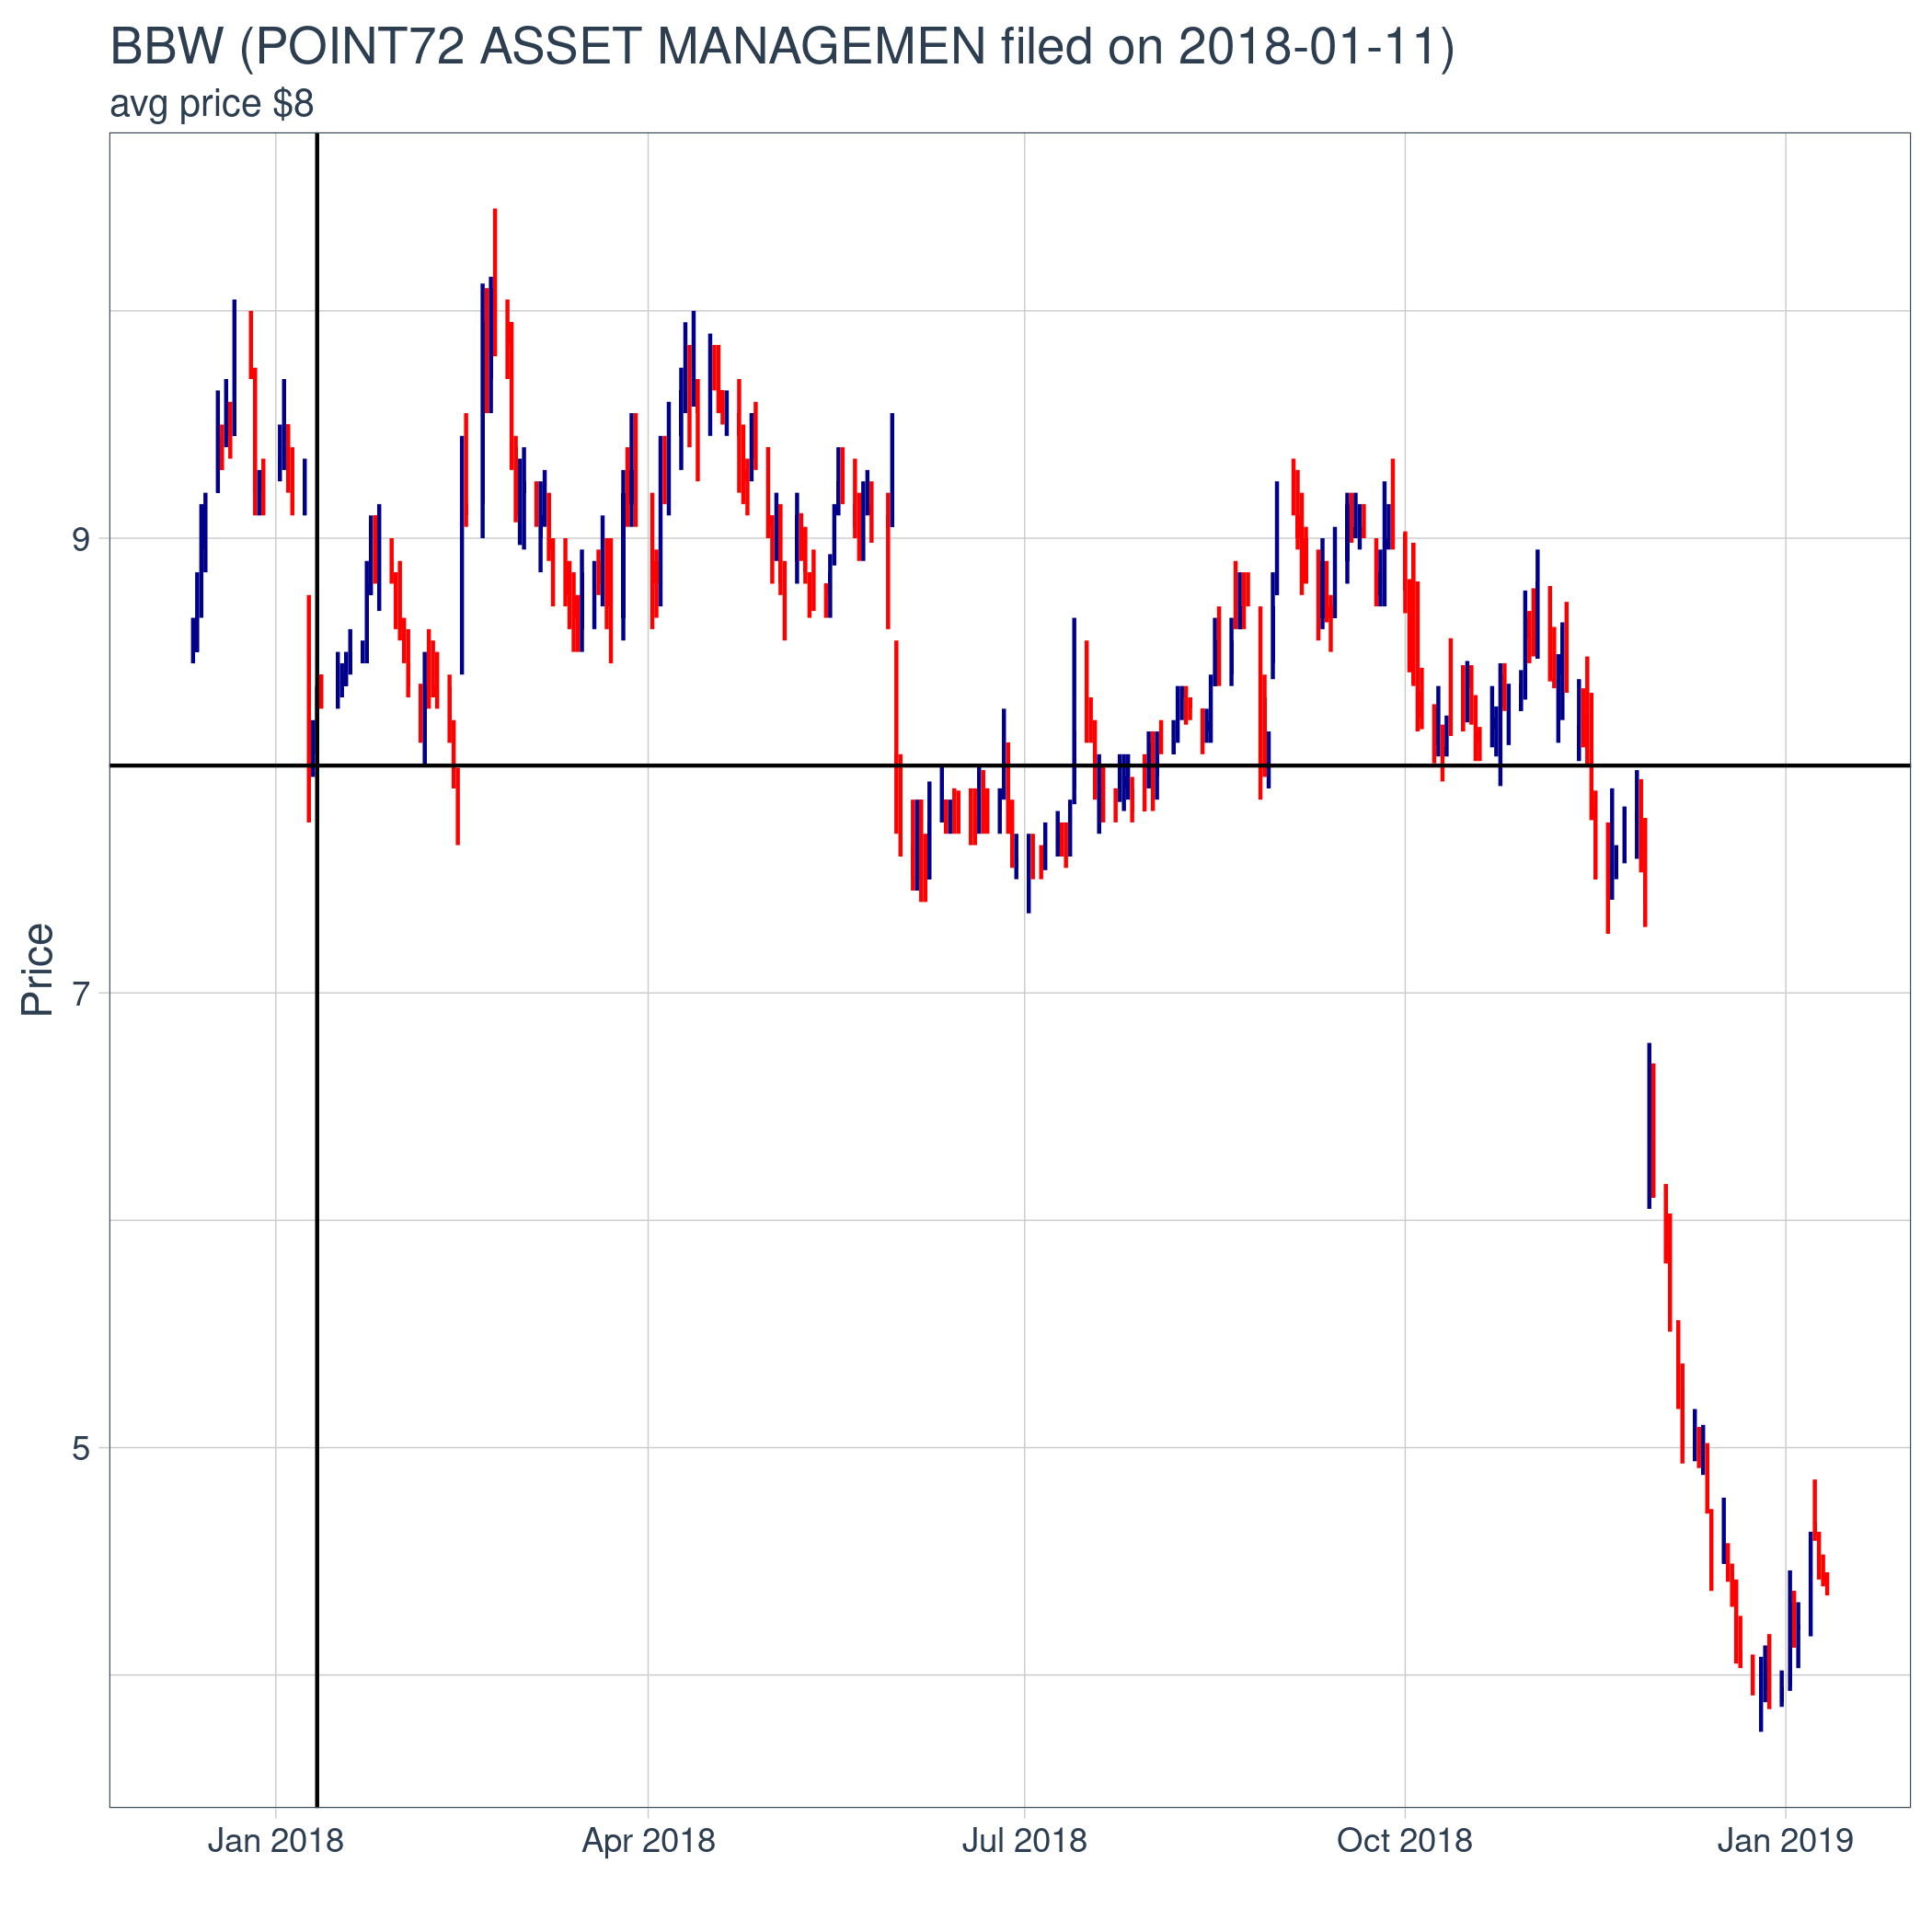 BBW (POINT72 ASSET MANAGEMEN filed on 2018-01-11)
avg price $8
9
7
5
Price
Jan 2018
Apr 2018
Jul 2018
Oct 2018
Jan 2019